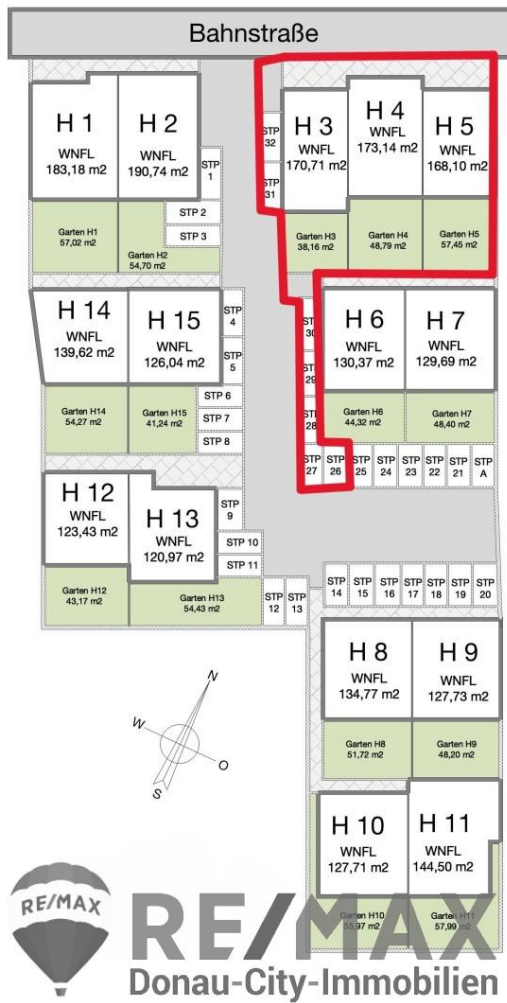 Bahnstraße
H 1
WNFL
183,18 m2
H 2
WNFL
190,74 m2
STP
1
STP 2
STP 3
Garten H1
57,02 m2
Garten H2
54,70 m2
STP
32
STP
31
H 3
WNFL
170,71 m2
H 4
WNFL
173,14 m2
H 5
WNFL
168,10 m2
Garten H3
38,16 m2
Garten H4
48,79 m2
Garten H5
57,45 m2
H 14
WNFL
139,62 m2
H 15
WNFL
126,04 m2
STP
4
STP
5
STP 6
STP 7
STP 8
Garten H14
54,27 m2
Garten H15
41,24 m2
STP
30
STP
29
STP
28
STP
27
STP
26
H 6
WNFL
130,37 m2
H 7
WNFL
129,69 m2
Garten H6
44,32 m2
Garten H7
48,40 m2
STP
25
STP
24
STP
23
STP
22
STP
21
STP
A
H 12
WNFL
123,43 m2
H 13
WNFL
120,97 m2
STP
9
STP 10
STP 11
Garten H12
43,17 m2
Garten H13
54,43 m2
STP
12
STP
13
STP
14
STP
15
STP
16
STP
17
STP
18
STP
19
STP
20
H 8
WNFL
134,77 m2
H 9
WNFL
127,73 m2
Garten H8
51,72 m2
Garten H9
48,20 m2
N
W
O
S
H 10
WNFL
127,71 m2
H 11
WNFL
144,50 m2
Garten H10
55,97 m2
Garten H11
57,99 m2
RE/MAX
RE/MAX
Donau-City-Immobilien